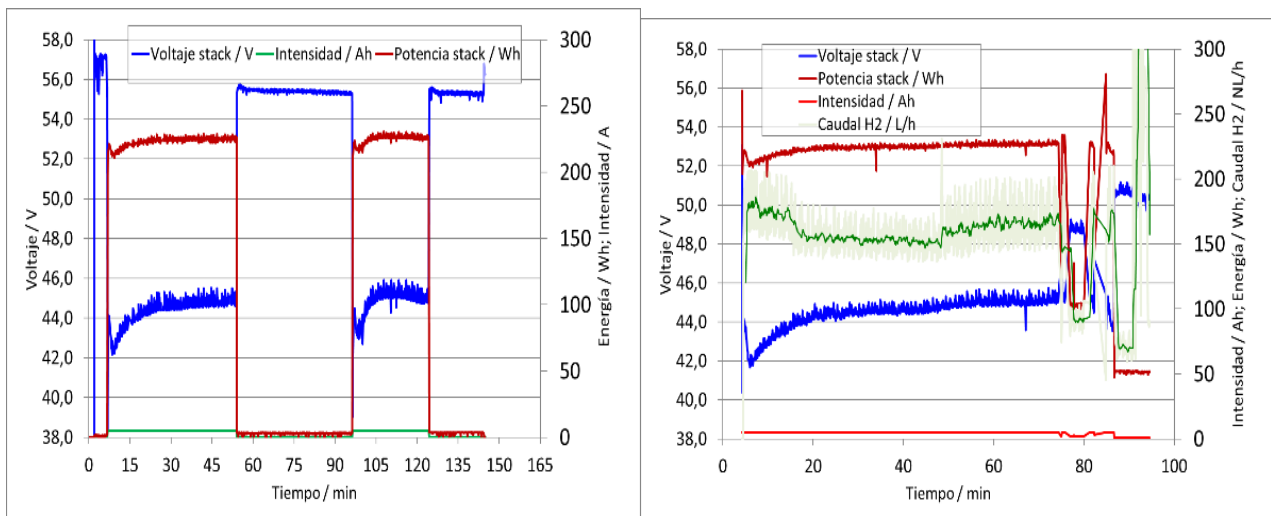 Voltaje stack / V Intensidad / Ah Potencia stack / Wh
58,0
56,0
54,0
52,0
50,0
48,0
46,0
44,0
42,0
40,0
38,0
Voltaje / V
300
250
200
150
100
50
0
Energía / Wh; Intensidad / A
0 15 30 45 60 75 90 105 120 135 150 165
Tiempo / min
Voltaje stack / V
Potencia stack / Wh
Intensidad / Ah
Caudal H2 / L/h
58,0
56,0
54,0
52,0
50,0
48,0
46,0
44,0
42,0
40,0
38,0
Voltaje / V
300
250
200
150
100
50
0
Intensidad / Ah; Energía / Wh; Caudal H2 / NL/h
0 20 40 60 80 100
Tiempo / min